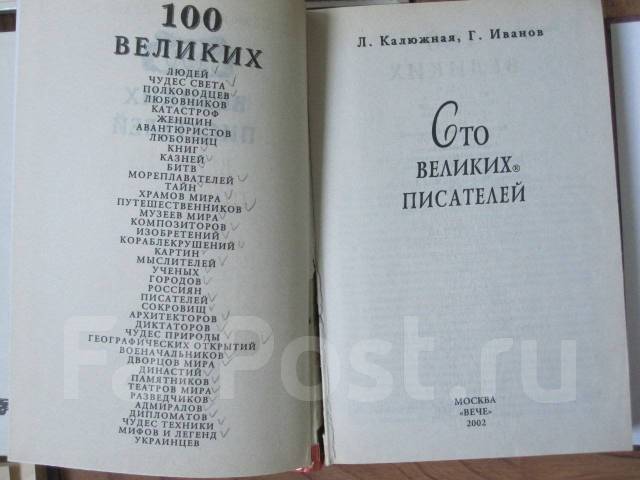 100
ВЕЛИКИХ
ЛЮДЕЙ
ЧУДЕС СВЕТА
ПОЛКОВОДЦЕВ
ЛЮБОВНИКОВ
КАТАСТРОФ
ЖЕНЩИН
АВАНТЮРИСТОВ
ЛЮБОВНИЦ
КНИГ
КАЗНЕЙ
БИТВ
МОРЕПЛАВАТЕЛЕЙ
ТАЙН
ХРАМОВ МИРА
ПУТЕШЕСТВЕННИКОВ
МУЗЕЕВ МИРА
КОМПОЗИТОРОВ
ИЗОБРЕТЕНИЙ
КОРАБЛЕКРУШЕНИЙ
КАРТИН
МЫСЛИТЕЛЕЙ
УЧЕНЫХ
ГОРОДОВ
РОССИЯН
ПИСАТЕЛЕЙ
СОКРОВИЩ
АРХИТЕКТОРОВ
ДИКТАТОРОВ
ЧУДЕС ПРИРОДЫ
ГЕОГРАФИЧЕСКИХ ОТКРЫТИЙ
ВОЕНАЧАЛЬНИКОВ
ДВОРЦОВ МИРА
ДИНАСТИЙ
ПАМЯТНИКОВ
ТЕАТРОВ МИРА
РАЗВЕДЧИКОВ
АДМИРАЛОВ
ДИПЛОМАТОВ
ЧУДЕС ТЕХНИКИ
МИФОВ И ЛЕГЕНД
УКРАИНЦЕВ
Л. Калюжная, Г. Иванов
Сто
ВЕЛИКИХ®
ПИСАТЕЛЕЙ
МОСКВА
«ВЕЧЕ»
2002
FarPost.ru